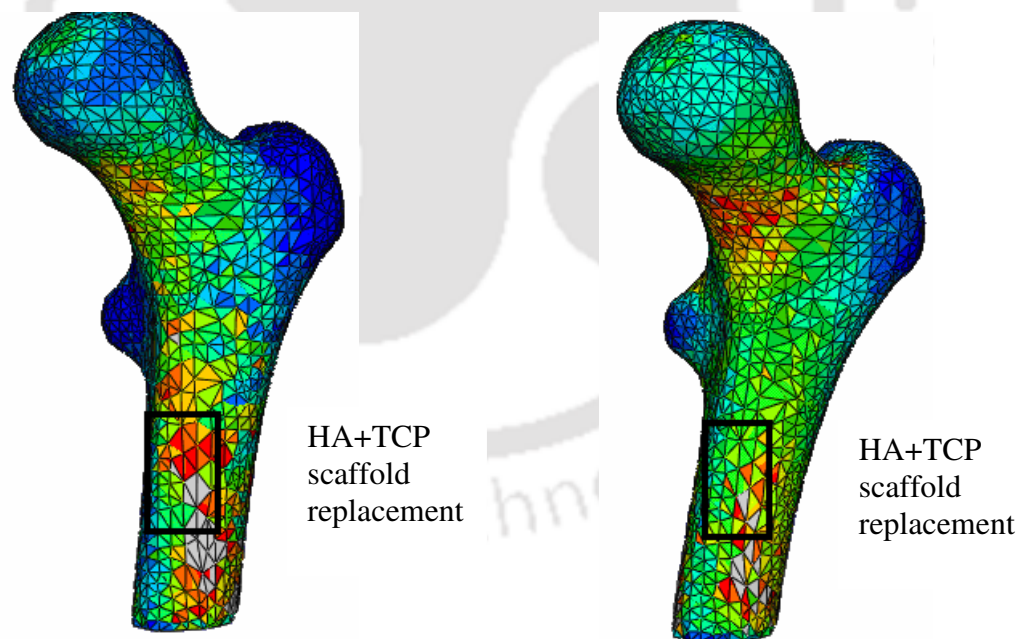 HA+TCP
scaffold
replacement
HA+TCP
scaffold
replacement